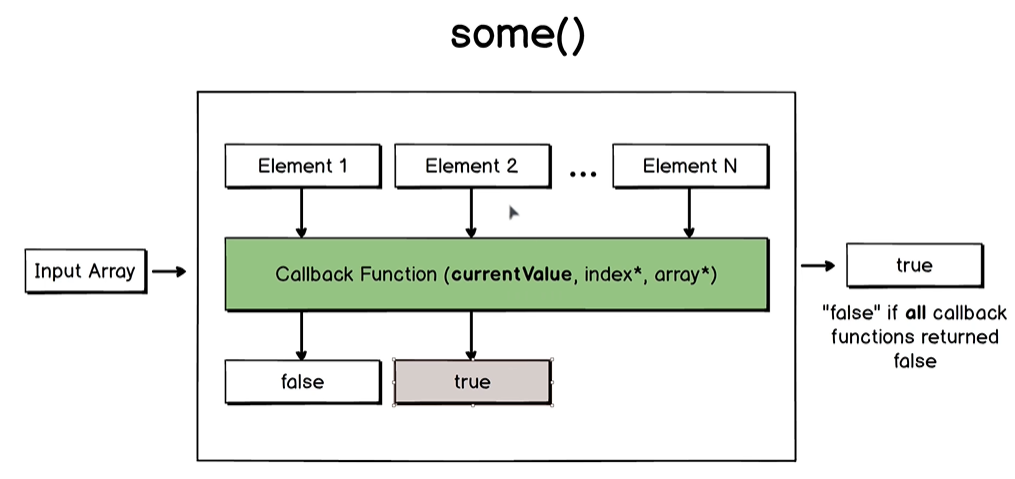 some()
Element 1
Element 2
...
Element N
Input Array
Callback Function (currentValue, index*, array*)
true
"false" if all callback
functions returned
false
false
true